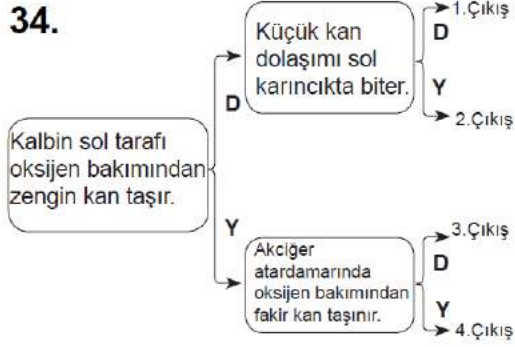 34.
Kalbin sol tarafı
oksijen bakımından
zengin kan taşır.
D
Y
Küçük kan
dolaşımı sol
karıncıkta biter.
1.Çıkış
D
Y
2.Çıkış
Akciğer
atardamarında
oksijen bakımından
fakir kan taşınır.
3.Çıkış
D
Y
4.Çıkış